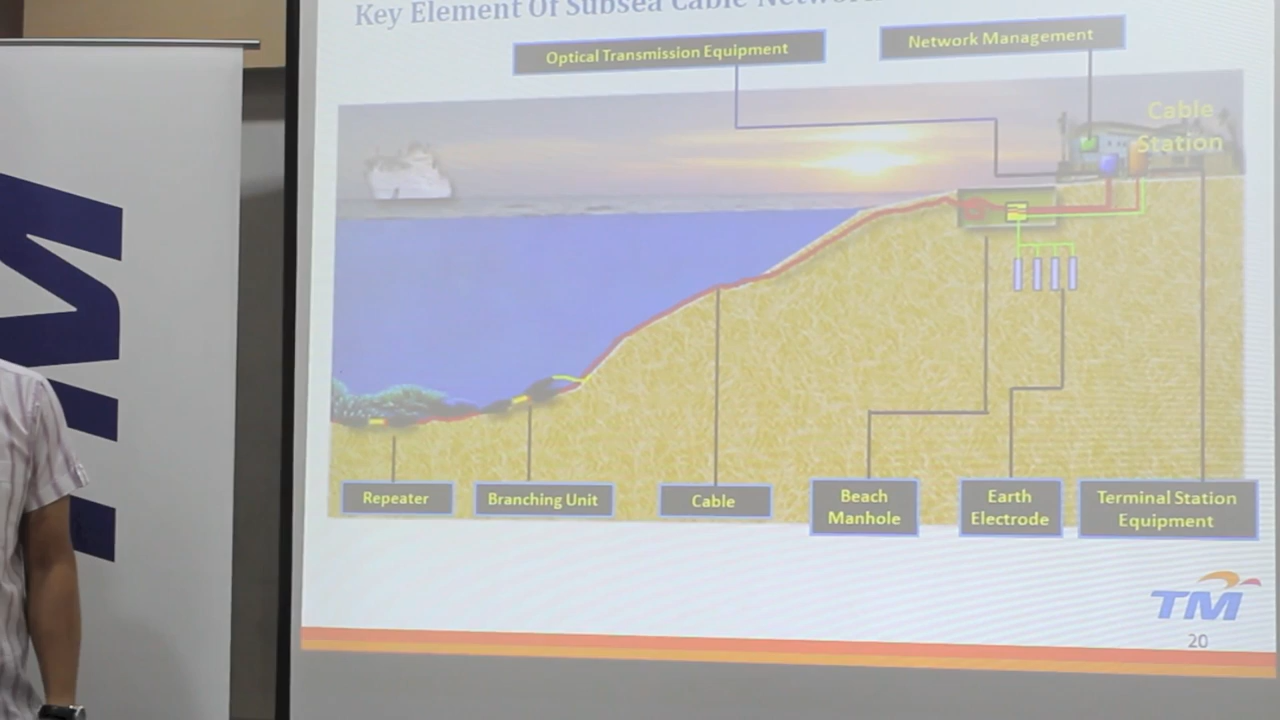 Key Element Of Subsea Cable Network
Optical Transmission Equipment
Network Management
Cable
Station
Repeater
Branching Unit
Cable
Beach
Manhole
Earth
Electrode
Terminal Station
Equipment
TM
20